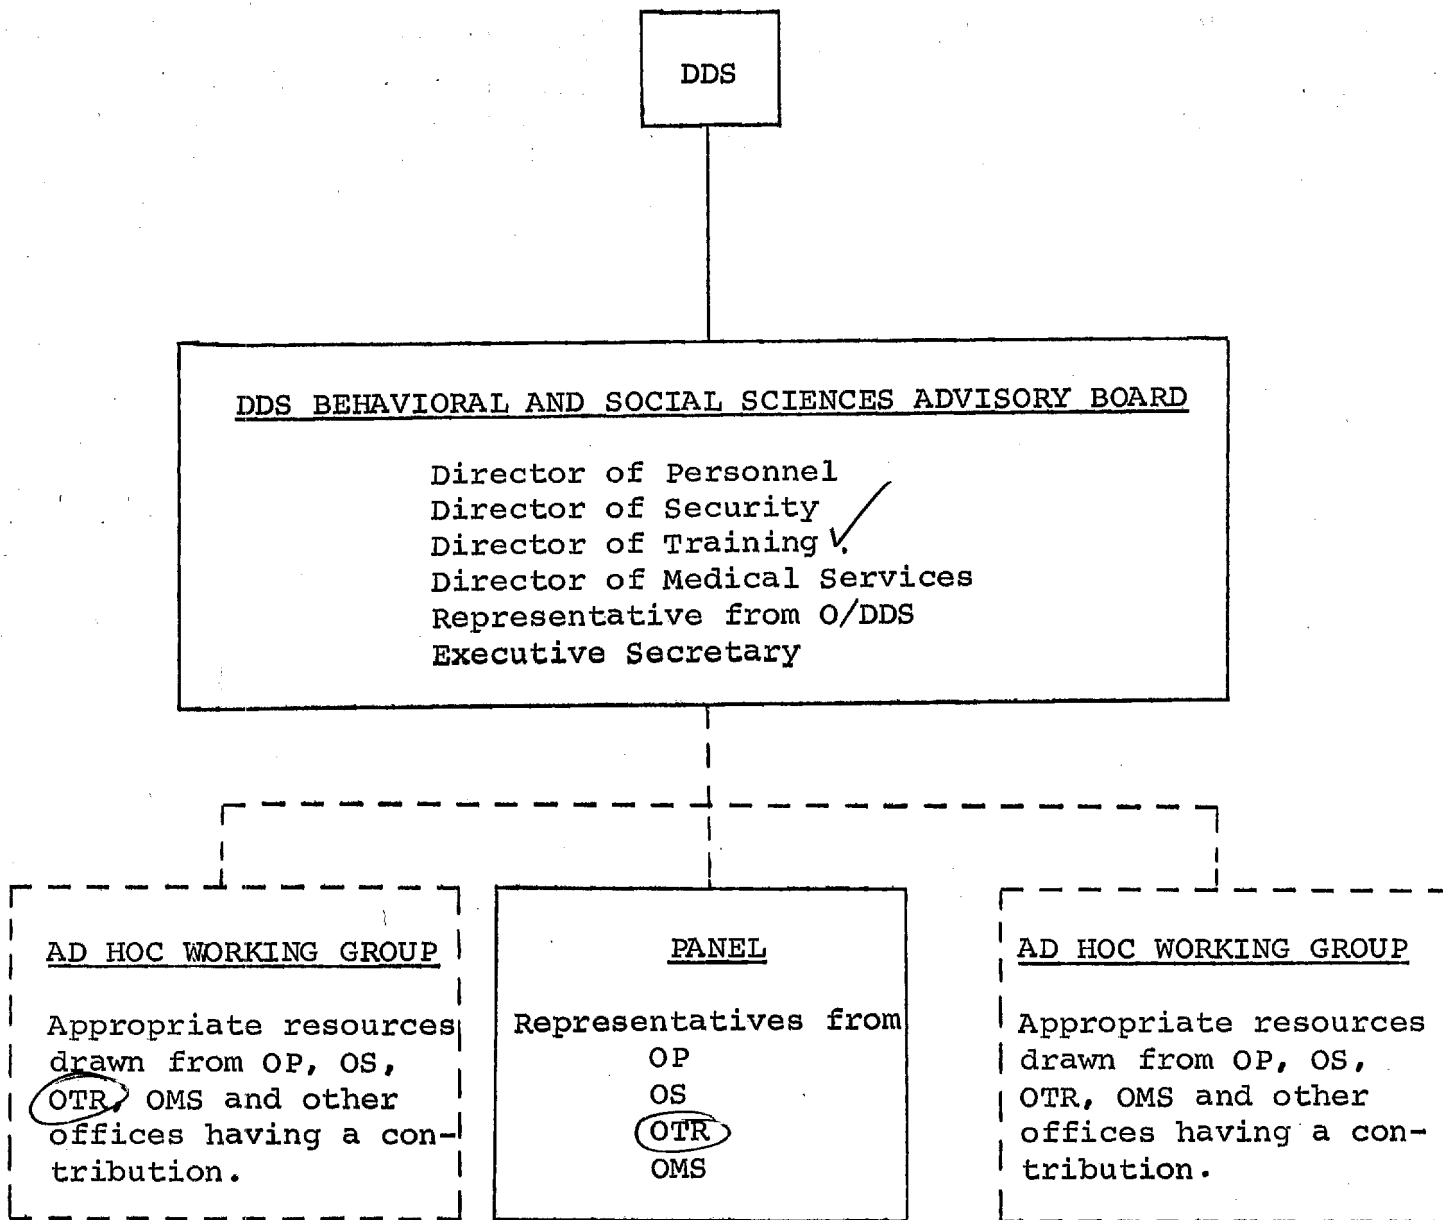 DDS
DDS BEHAVIORAL AND SOCIAL SCIENCES ADVISORY BOARD
Director of Personnel
Director of Security
Director of Training
Director of Medical Services
Representative from O/DDS
Executive Secretary
AD HOC WORKING GROUP
Appropriate resources
drawn from OP, OS,
OTR, OMS and other
offices having a con-
tribution.
PANEL
Representatives from
OP
OS
OTR
OMS
AD HOC WORKING GROUP
Appropriate resources
drawn from OP, OS,
OTR, OMS and other
offices having a con-
tribution.